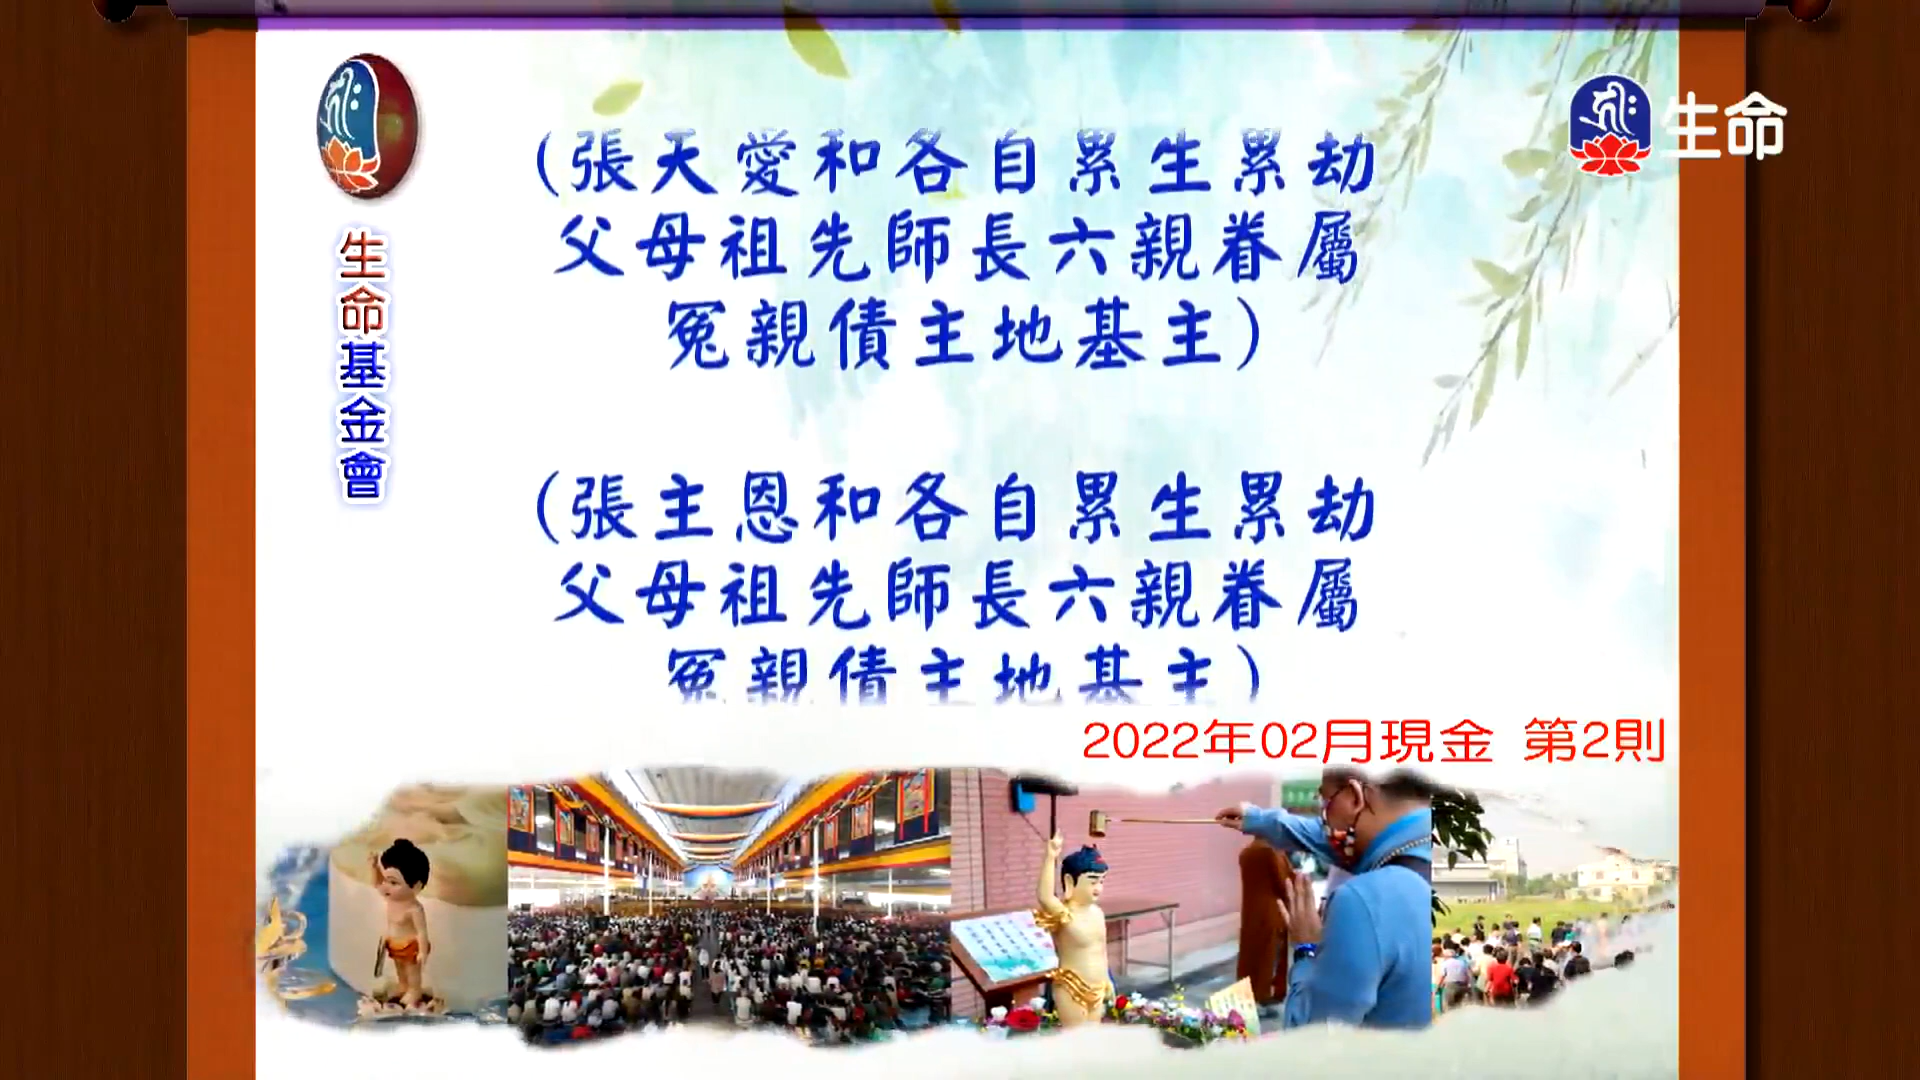 生命
生命基金會
(張天愛和各自累生累劫
父母祖先師長六親眷屬
冤親債主地基主)
(張主恩和各自累生累劫
父母祖先師長六親眷屬
冤親債主地基主)
2022年02月現金 第2則